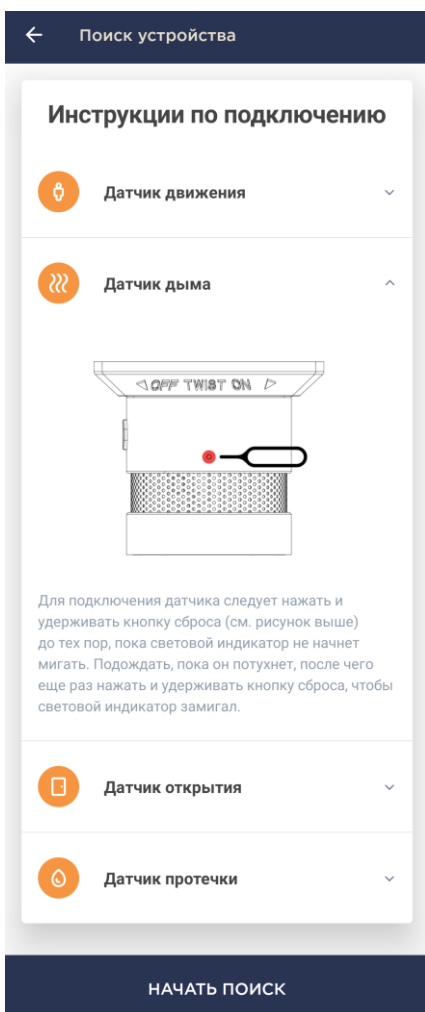 Поиск устройства
Инструкции по подключению
Датчик движения
Датчик дыма
OFF TWIST ON
Для подключения датчика следует нажать и
удерживать кнопку сброса (см. рисунок выше)
до тех пор, пока световой индикатор не начнет
мигать. Подождать, пока он потухнет, после чего
еще раз нажать и удерживать кнопку сброса, чтобы
световой индикатор замигал.
Датчик открытия
Датчик протечки
НАЧАТЬ ПОИСК